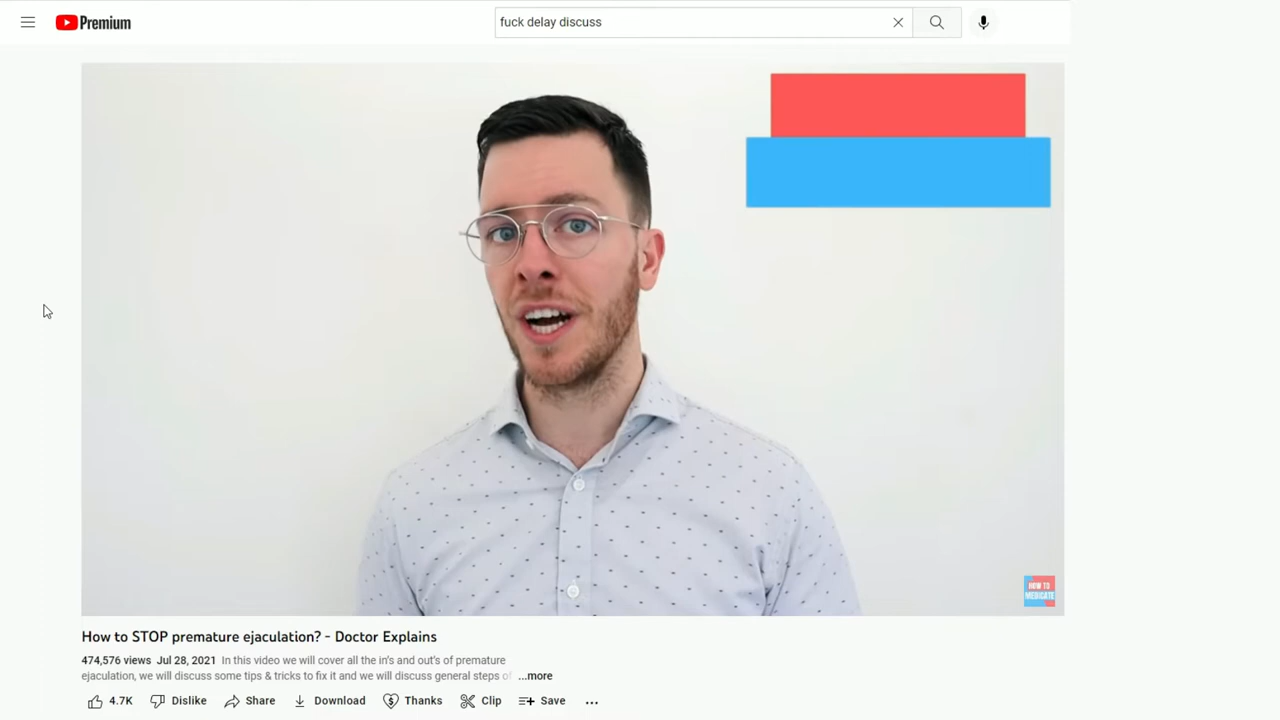 Premium
fuck delay discuss
HOW TO
MEDICATE
How to STOP premature ejaculation? - Doctor Explains
474,576 views Jul 28, 2021 In this video we will cover all the in's and out's of premature
ejaculation, we will discuss some tips & tricks to fix it and we will discuss general steps of ...more
4.7K Dislike Share Download Thanks Clip Save ...